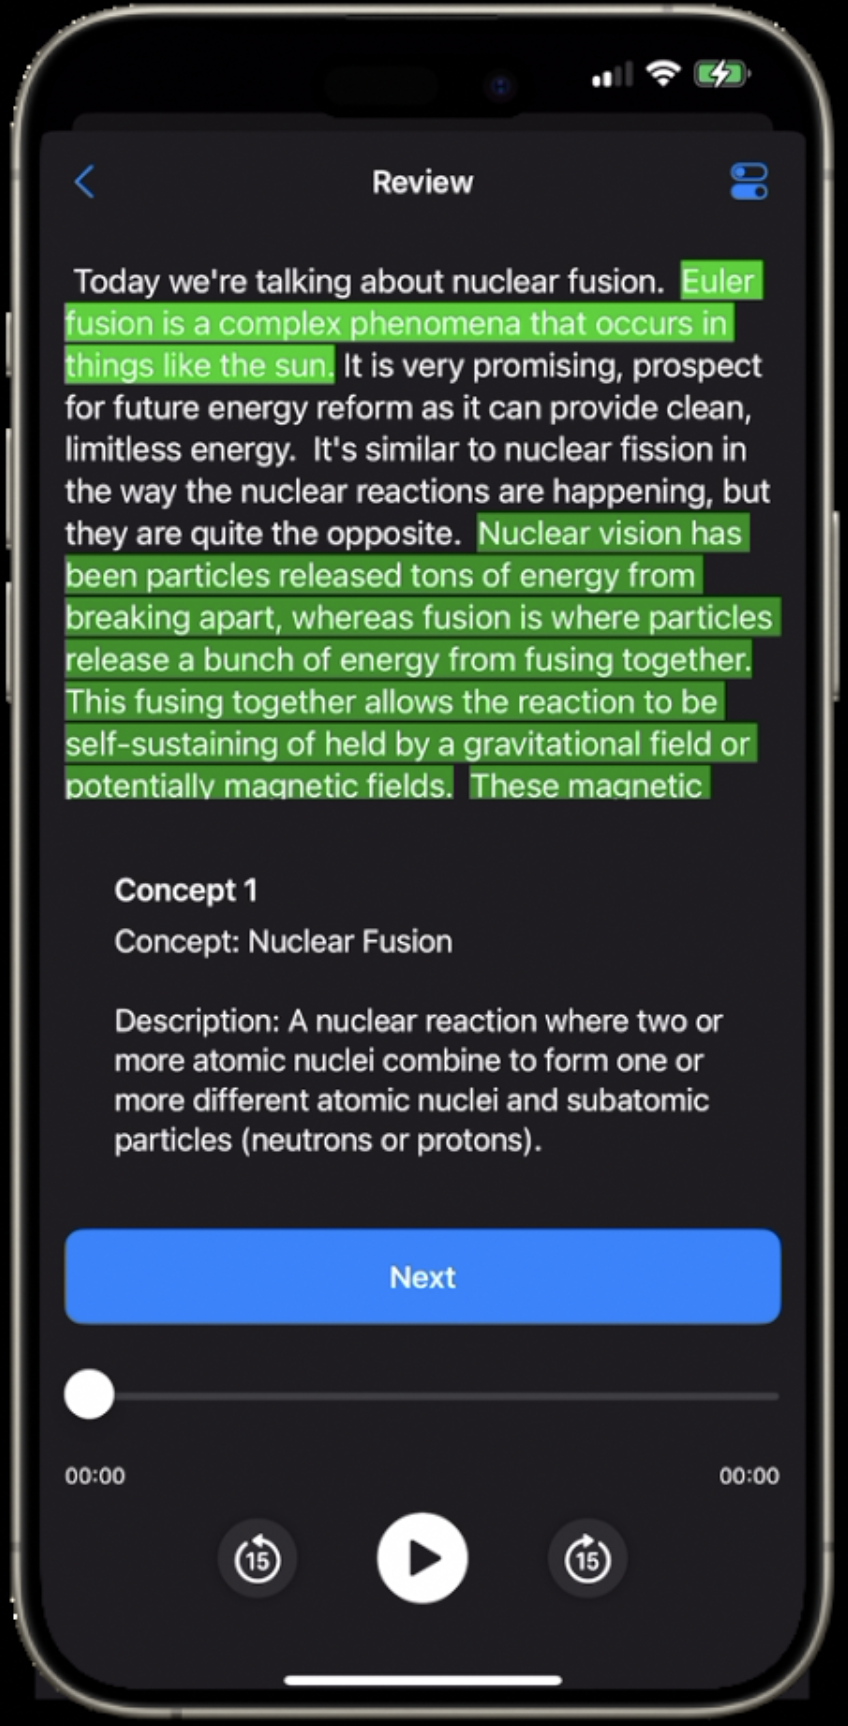 Review
Today we're talking about nuclear fusion. Euler
fusion is a complex phenomena that occurs in
things like the sun. It is very promising, prospect
for future energy reform as it can provide clean,
limitless energy. It's similar to nuclear fission in
the way the nuclear reactions are happening, but
they are quite the opposite. Nuclear vision has
been particles released tons of energy from
breaking apart, whereas fusion is where particles
release a bunch of energy from fusing together.
This fusing together allows the reaction to be
self-sustaining of held by a gravitational field or
potentially magnetic fields. These magnetic
Concept 1
Concept: Nuclear Fusion
Description: A nuclear reaction where two or
more atomic nuclei combine to form one or
more different atomic nuclei and subatomic
particles (neutrons or protons).
Next
00:00 00:00
15 15